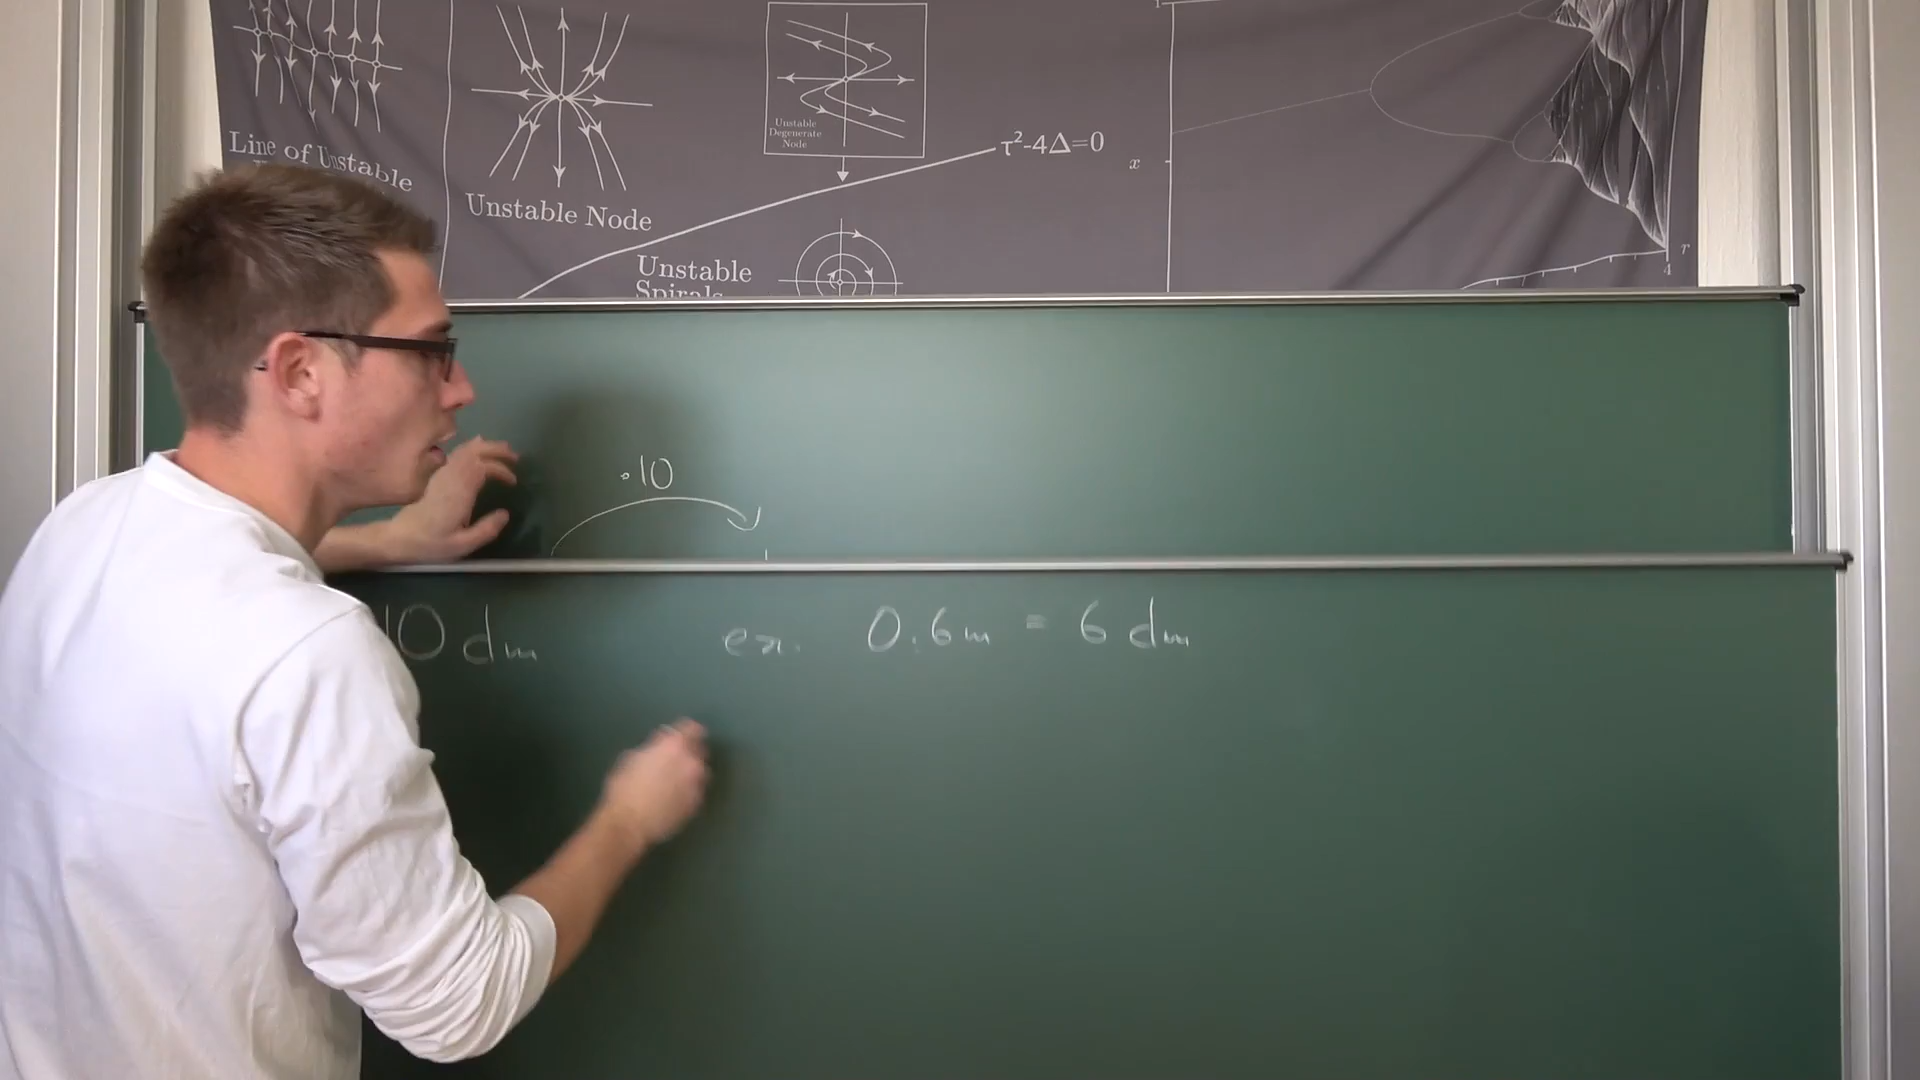 Line of Unstable
Unstable Node
Unstable
Degenerate
Node
τ²-4Δ=0
Unstable
Spirals
x
r
4
·10
10 dm ex. 0.6m = 6 dm